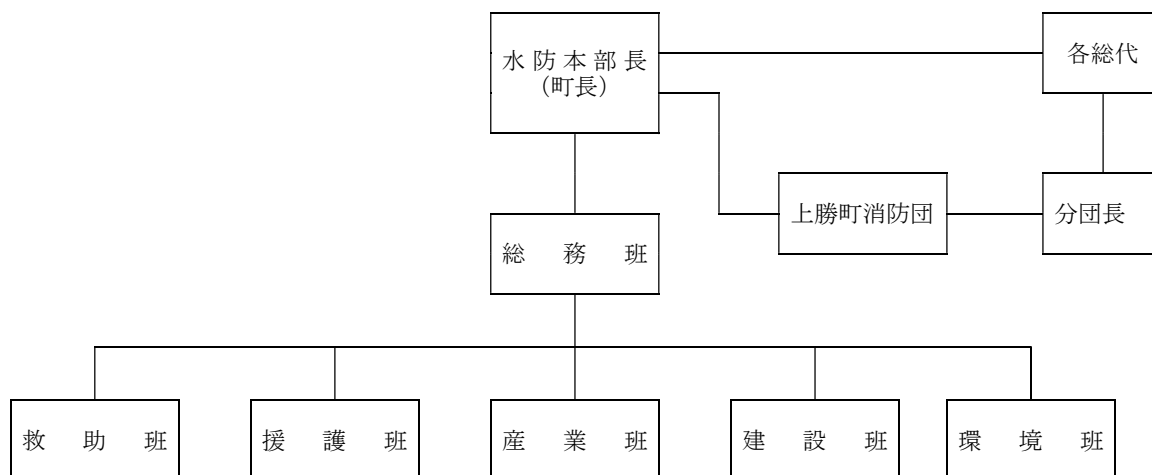 水防本部長
（町長）
各総代
上勝町消防団
分団長
総務班
救助班
援護班
産業班
建設班
環境班